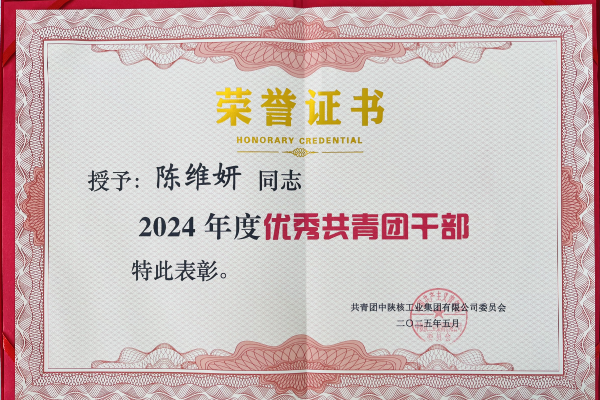 荣誉证书
HONORARY CREDENTIAL
授予：陈维妍 同志
2024 年度优秀共青团干部
特此表彰。
共青团中陕核工业集团有限公司委员会
二〇二五年五月